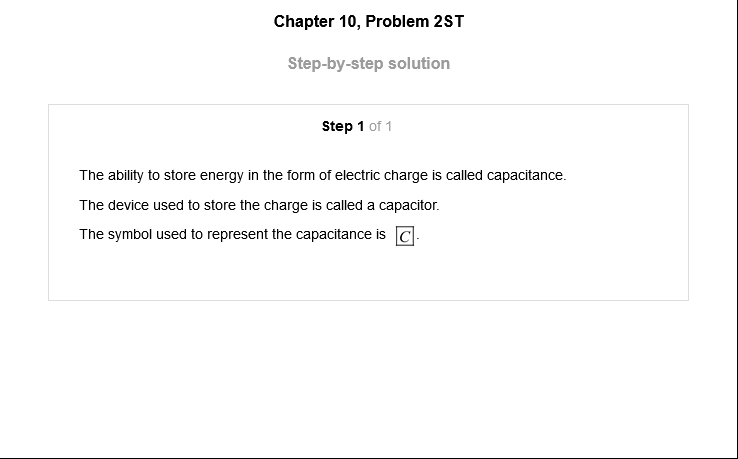 Chapter 10, Problem 2ST
Step-by-step solution
Step 1 of 1
The ability to store energy in the form of electric charge is called capacitance.
The device used to store the charge is called a capacitor.
The symbol used to represent the capacitance is C.